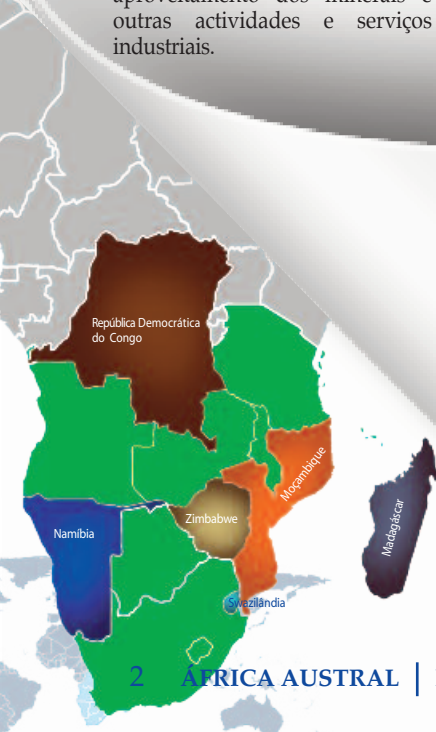 outras actividades e serviços
industriais.
República Democrática
do Congo
Moçambique
Madagáscar
Zimbabwe
Namíbia
Swazilândia
2 ÁFRICA AUSTRAL |